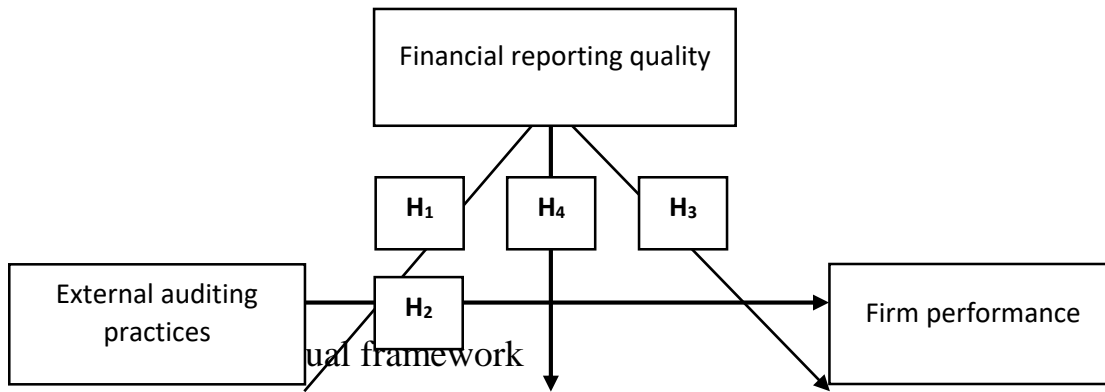 Financial reporting quality
H₁
H₄
H₃
External auditing
practices
H₂
Firm performance
ual framework